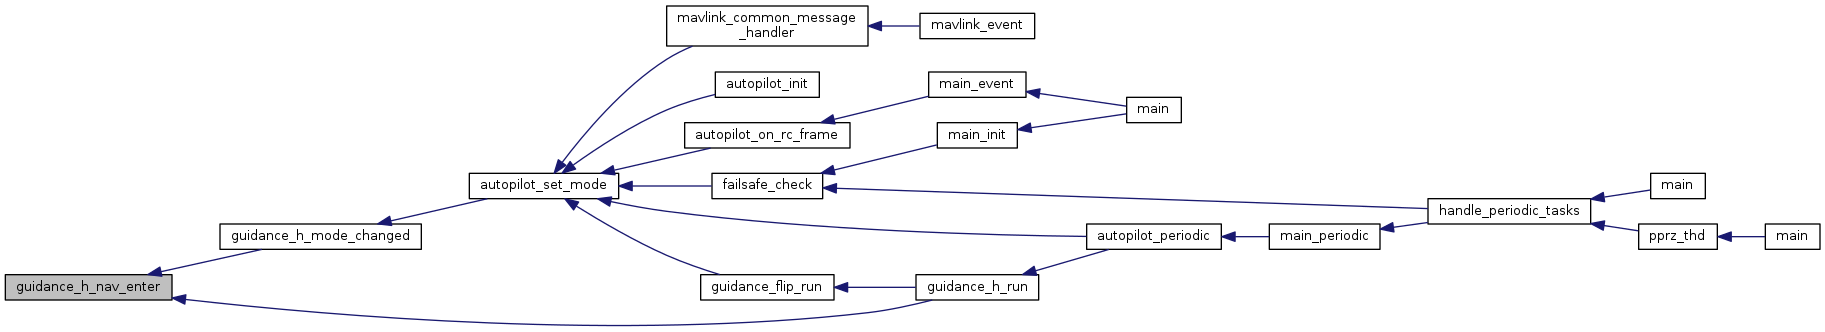 mavlink_common_message
_handler
mavlink_event
autopilot_init
main_event
main
autopilot_on_rc_frame
main_init
autopilot_set_mode
failsafe_check
main
handle_periodic_tasks
guidance_h_mode_changed
autopilot_periodic
main_periodic
pprz_thd
main
guidance_h_nav_enter
guidance_flip_run
guidance_h_run